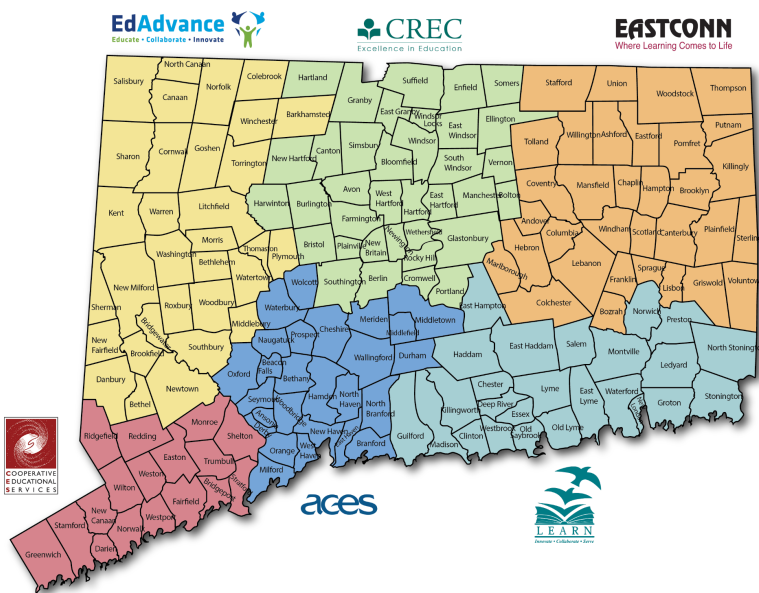 EdAdvance
Educate • Collaborate • Innovate
CREC
Excellence in Education
EASTCONN
Where Learning Comes to Life
North Canaan
Salisbury
Canaan
Norfolk
Colebrook
Hartland
Granby
Suffield
Enfield
Somers
Stafford
Union
Woodstock
Thompson
Winchester
Barkhamsted
East Granby
Windsor
Locks
East
Windsor
Ellington
Putnam
Sharon
Cornwall
Goshen
Torrington
New Hartford
Canton
Simsbury
Bloomfield
Windsor
South
Windsor
Vernon
Tolland
Willington
Ashford
Eastford
Pomfret
Killingly
Kent
Warren
Litchfield
Harwinton
Burlington
Avon
West
Hartford
Hartford
East
Hartford
Manchester
Bolton
Coventry
Mansfield
Chaplin
Hampton
Brooklyn
Morris
Farmington
Wethersfield
Newington
Glastonbury
Andover
Columbia
Windham
Scotland
Canterbury
Plainfield
Sterlin
Washington
Bethlehem
Thomaston
Plymouth
Bristol
Plainville
New
Britain
Rocky Hill
Hebron
Lebanon
Marlborough
Sprague
Franklin
Lisbon
Griswold
Voluntow
New Milford
Watertown
Wolcott
Southington
Berlin
Cromwell
Portland
East Hampton
Colchester
Bozrah
Norwich
Preston
Sherman
Roxbury
Woodbury
Middlebury
Waterbury
Cheshire
Meriden
Middletown
Middlefield
Bridgewater
New
Fairfield
Brookfield
Southbury
Naugatuck
Prospect
Wallingford
Durham
Haddam
East Haddam
Salem
Montville
North Stoningt
Ledyard
Danbury
Bethel
Newtown
Oxford
Beacon
Falls
Bethany
Hamden
North
Haven
North
Branford
Chester
Killingworth
Deep River
Essex
Lyme
East
Lyme
Waterford
New London
Groton
Stonington
Seymour
Woodbridge
Ansonia
Derby
New Haven
East Haven
Branford
Guilford
Madison
Clinton
Westbrook
Old
Saybrook
Old Lyme
Ridgefield
Redding
Monroe
Shelton
Orange
West
Haven
Milford
Easton
Trumbull
Stratford
Weston
Wilton
Bridgeport
Fairfield
Westport
New
Canaan
Norwalk
Stamford
Darien
Greenwich
COOPERATIVE
EDUCATIONAL
SERVICES
aces
LEARN
Innovate • Collaborate • Serve